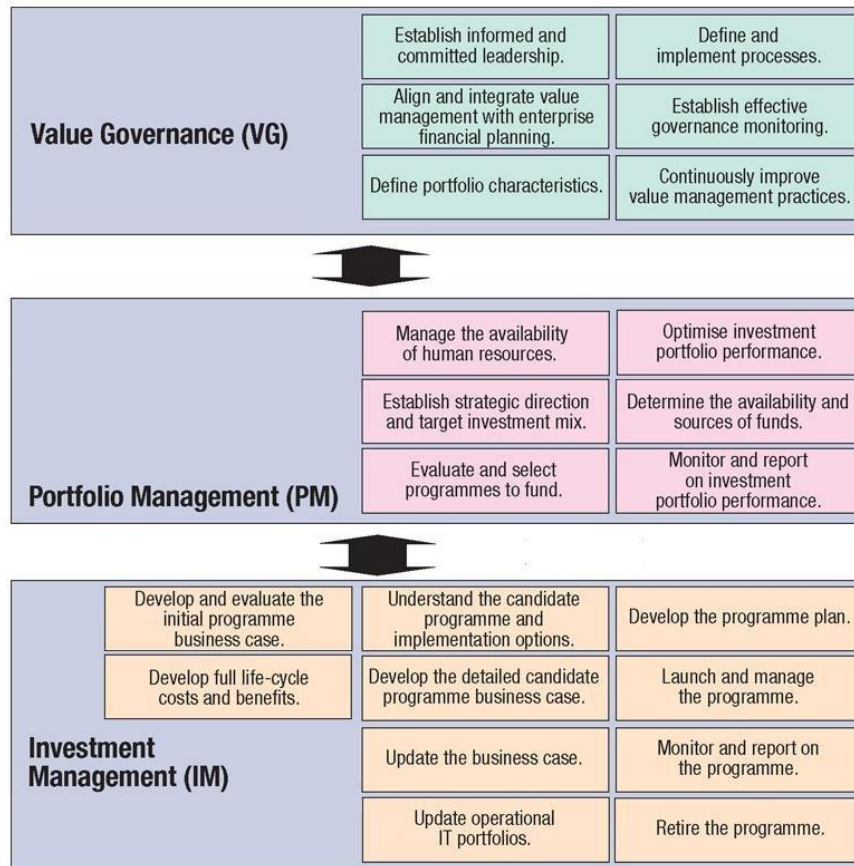 Value Governance (VG)
Establish informed and
committed leadership.
Define and
implement processes.
Align and integrate value
management with enterprise
financial planning.
Establish effective
governance monitoring.
Define portfolio characteristics.
Continuously improve
value management practices.
Portfolio Management (PM)
Manage the availability
of human resources.
Optimise investment
portfolio performance.
Establish strategic direction
and target investment mix.
Determine the availability and
sources of funds.
Evaluate and select
programmes to fund.
Monitor and report
on investment
portfolio performance.
Investment
Management (IM)
Develop and evaluate the
initial programme
business case.
Understand the candidate
programme and
implementation options.
Develop the programme plan.
Develop full life-cycle
costs and benefits.
Develop the detailed candidate
programme business case.
Launch and manage
the programme.
Update the business case.
Monitor and report on
the programme.
Update operational
IT portfolios.
Retire the programme.